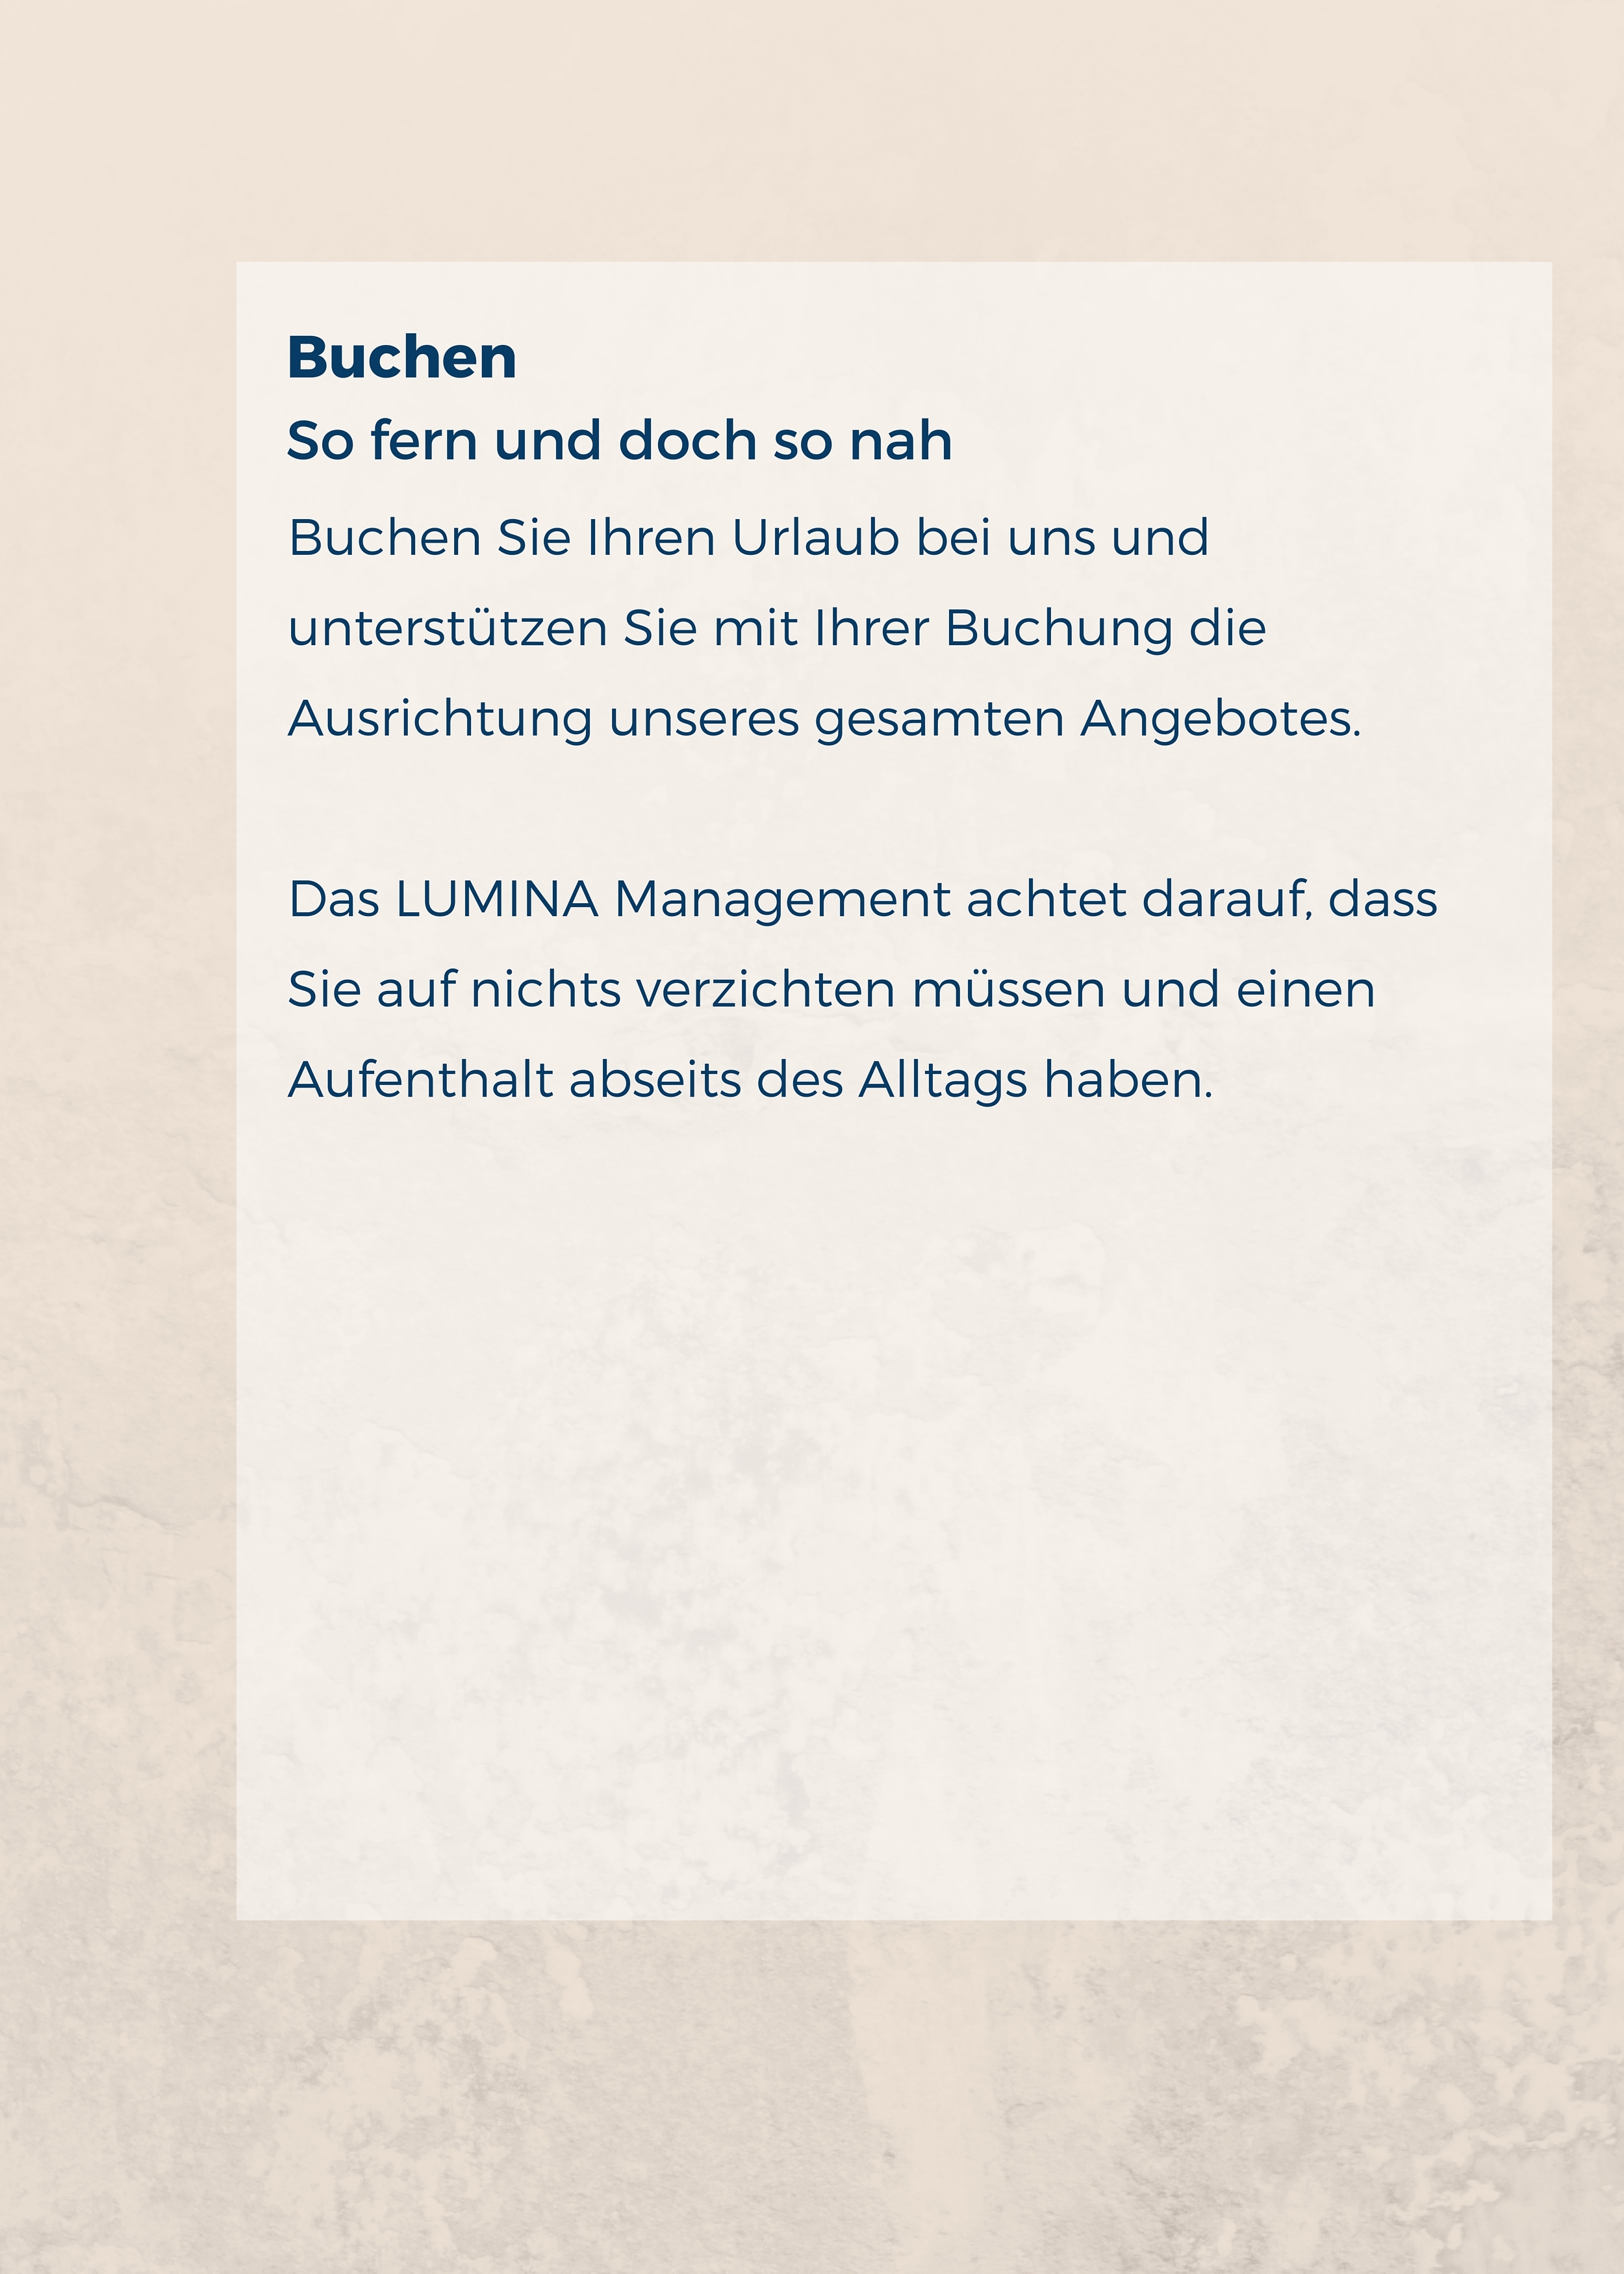 Buchen
So fern und doch so nah
Buchen Sie Ihren Urlaub bei uns und
unterstützen Sie mit Ihrer Buchung die
Ausrichtung unseres gesamten Angebotes.
Das LUMINA Management achtet darauf, dass
Sie auf nichts verzichten müssen und einen
Aufenthalt abseits des Alltags haben.